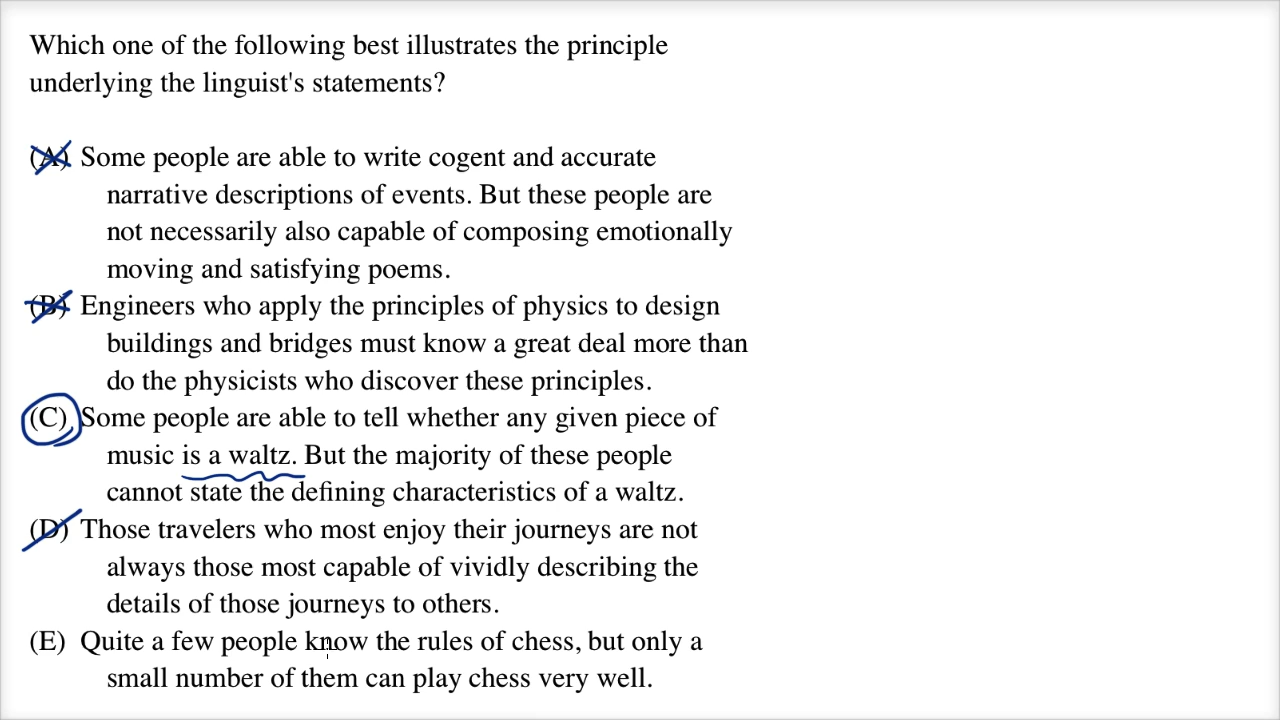 Which one of the following best illustrates the principle
underlying the linguist's statements?
(A) Some people are able to write cogent and accurate
narrative descriptions of events. But these people are
not necessarily also capable of composing emotionally
moving and satisfying poems.
(B) Engineers who apply the principles of physics to design
buildings and bridges must know a great deal more than
do the physicists who discover these principles.
(C) Some people are able to tell whether any given piece of
music is a waltz. But the majority of these people
cannot state the defining characteristics of a waltz.
(D) Those travelers who most enjoy their journeys are not
always those most capable of vividly describing the
details of those journeys to others.
(E) Quite a few people know the rules of chess, but only a
small number of them can play chess very well.